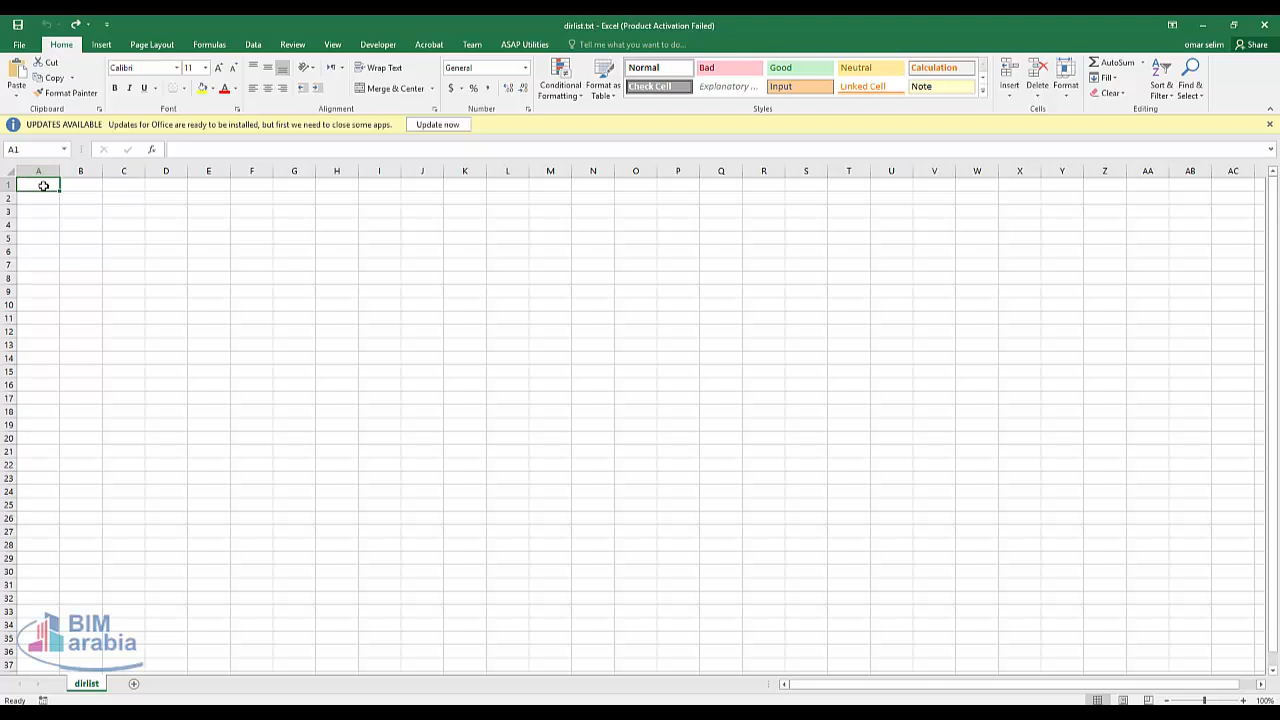 dirlist.txt - Excel (Product Activation Failed)
File Home Insert Page Layout Formulas Data Review View Developer Acrobat Team ASAP Utilities Tell me what you want to do... omar selim Share
Cut Calibri 11 Wrap Text General Normal Bad Good Neutral Calculation AutoSum
Copy Fill
Paste Format Painter B I U Merge & Center $ % Conditional Formatting Format as Table Check Cell Explanatory ... Input Linked Cell Note Insert Delete Format Clear Sort & Filter Find & Select
Clipboard Font Alignment Number Styles Cells Editing
UPDATES AVAILABLE Updates for Office are ready to be installed, but first we need to close some apps. Update now
A1 fx
A B C D E F G H I J K L M N O P Q R S T U V W X Y Z AA AB AC
1
2
3
4
5
6
7
8
9
10
11
12
13
14
15
16
17
18
19
20
21
22
23
24
25
26
27
28
29
30
31
32
33
34
35
36
37
BIM
arabia
dirlist
Ready 100%